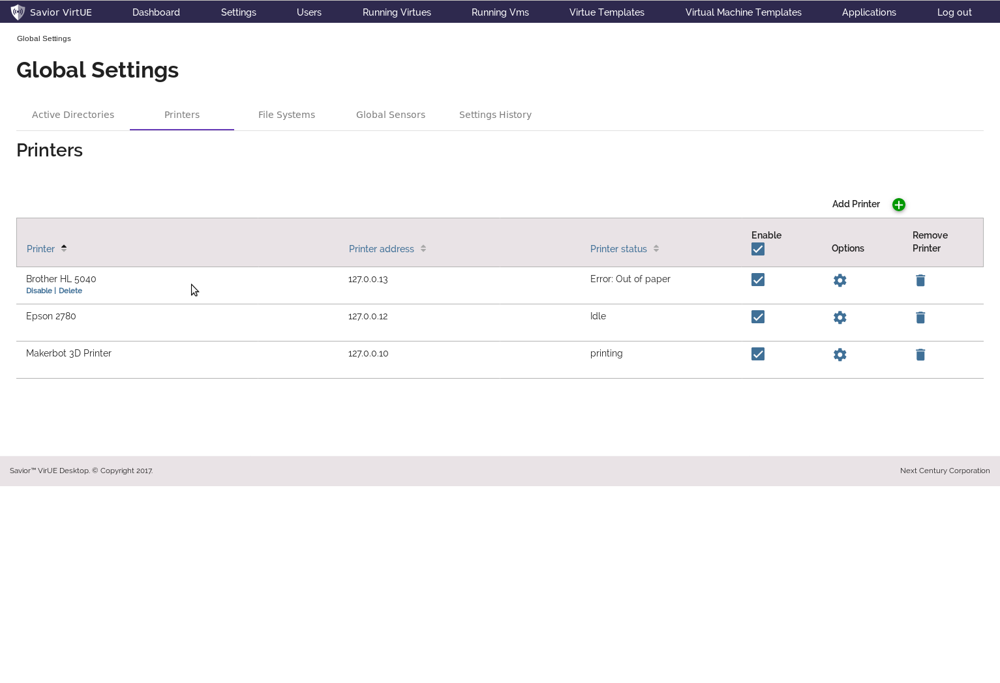 Savior VirtUE Dashboard Settings Users Running Virtues Running Vms Virtue Templates Virtual Machine Templates Applications Log out
Global Settings
Global Settings
Active Directories Printers File Systems Global Sensors Settings History
Printers
Add Printer
Printer Printer address Printer status Enable Options Remove Printer
Brother HL 5040 127.0.0.13 Error: Out of paper
Disable | Delete
Epson 2780 127.0.0.12 Idle
Makerbot 3D Printer 127.0.0.10 printing
Savior™ VirUE Desktop. © Copyright 2017. Next Century Corporation